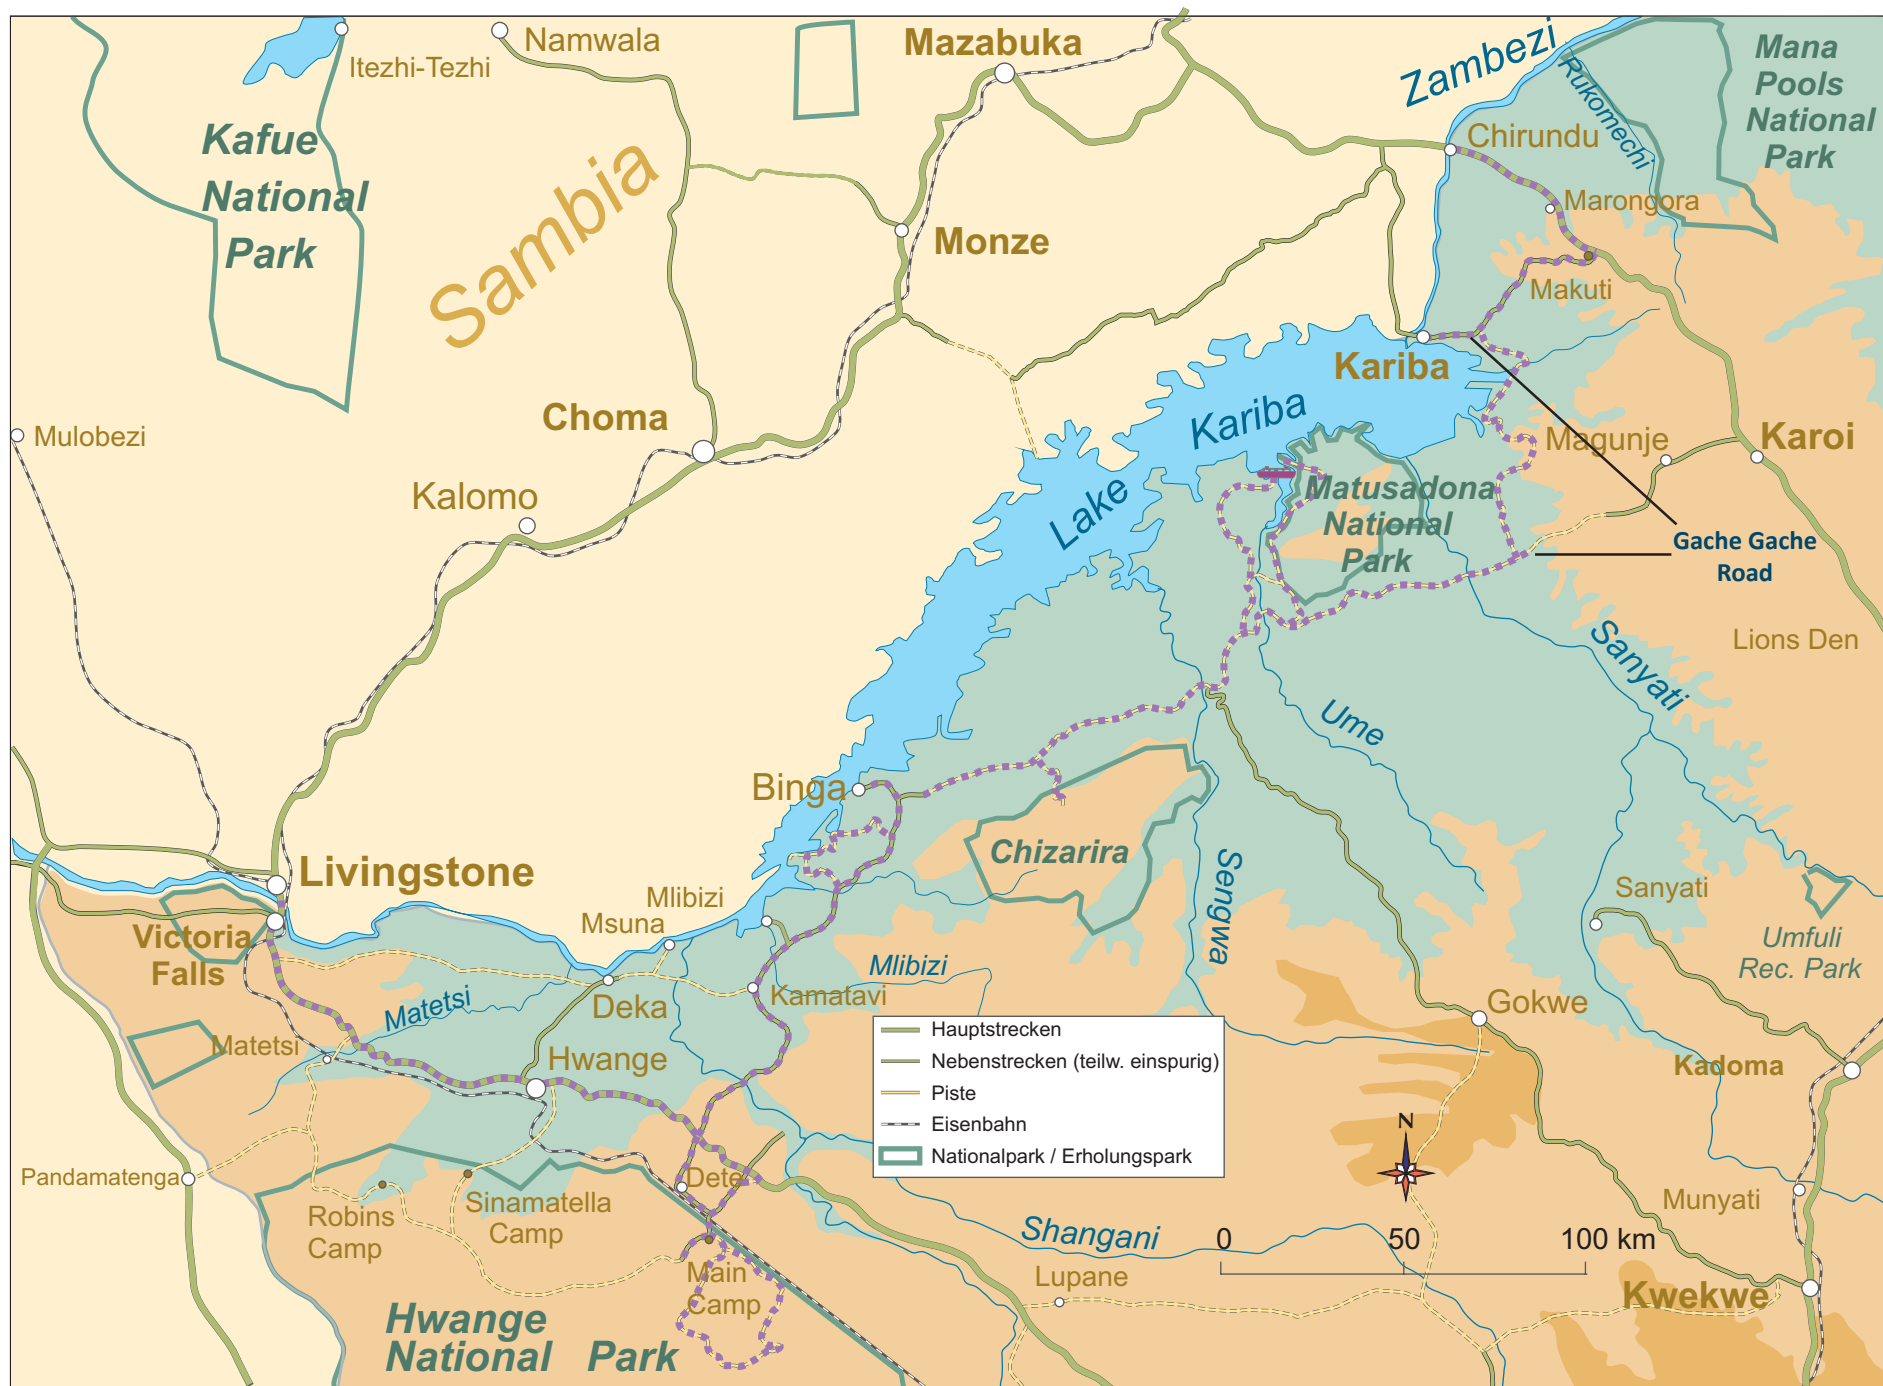 Namwala
Itezhi-Tezhi
Mazabuka
Zambezi
Rukomechi
Mana
Pools
National
Park
Kafue
National
Park
Sambia
Chirundu
Marongora
Monze
Makuti
Kariba
Lake Kariba
Choma
Mulobezi
Kalomo
Magunje
Karoi
Matusadona
National
Park
Gache Gache
Road
Lions Den
Sanyati
Ume
Binga
Chizarira
Sengwa
Livingstone
Victoria
Falls
Mlibizi
Msuna
Mlibizi
Deka
Kamatavi
Matetsi
Matetsi
Hwange
Sanyati
Umfuli
Rec. Park
Gokwe
Kadoma
Hauptstrecken
Nebenstrecken (teilw. einspurig)
Piste
Eisenbahn
Nationalpark / Erholungspark
N
Pandamatenga
Robins
Camp
Sinamatella
Camp
Dete
Main
Camp
Shangani
Lupane
0 50 100 km
Munyati
Kwekwe
Hwange
National Park